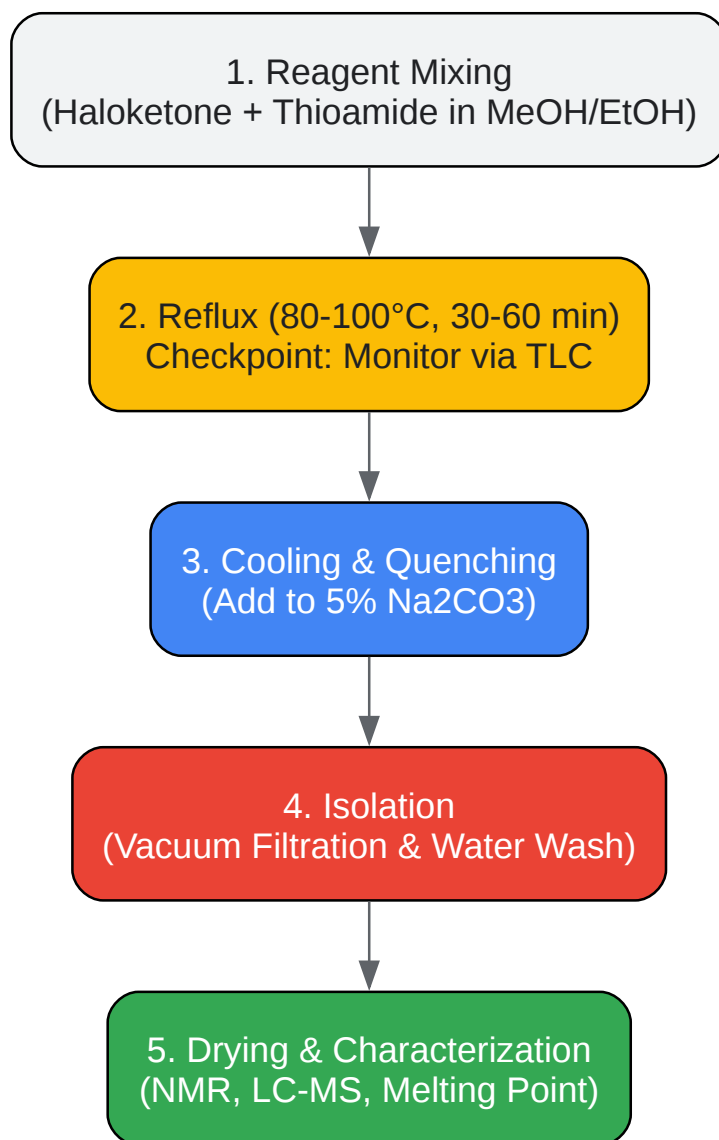 1. Reagent Mixing
(Haloketone + Thioamide in MeOH/EtOH)
2. Reflux (80-100°C, 30-60 min)
Checkpoint: Monitor via TLC
3. Cooling & Quenching
(Add to 5% Na2CO3)
4. Isolation
(Vacuum Filtration & Water Wash)
5. Drying & Characterization
(NMR, LC-MS, Melting Point)